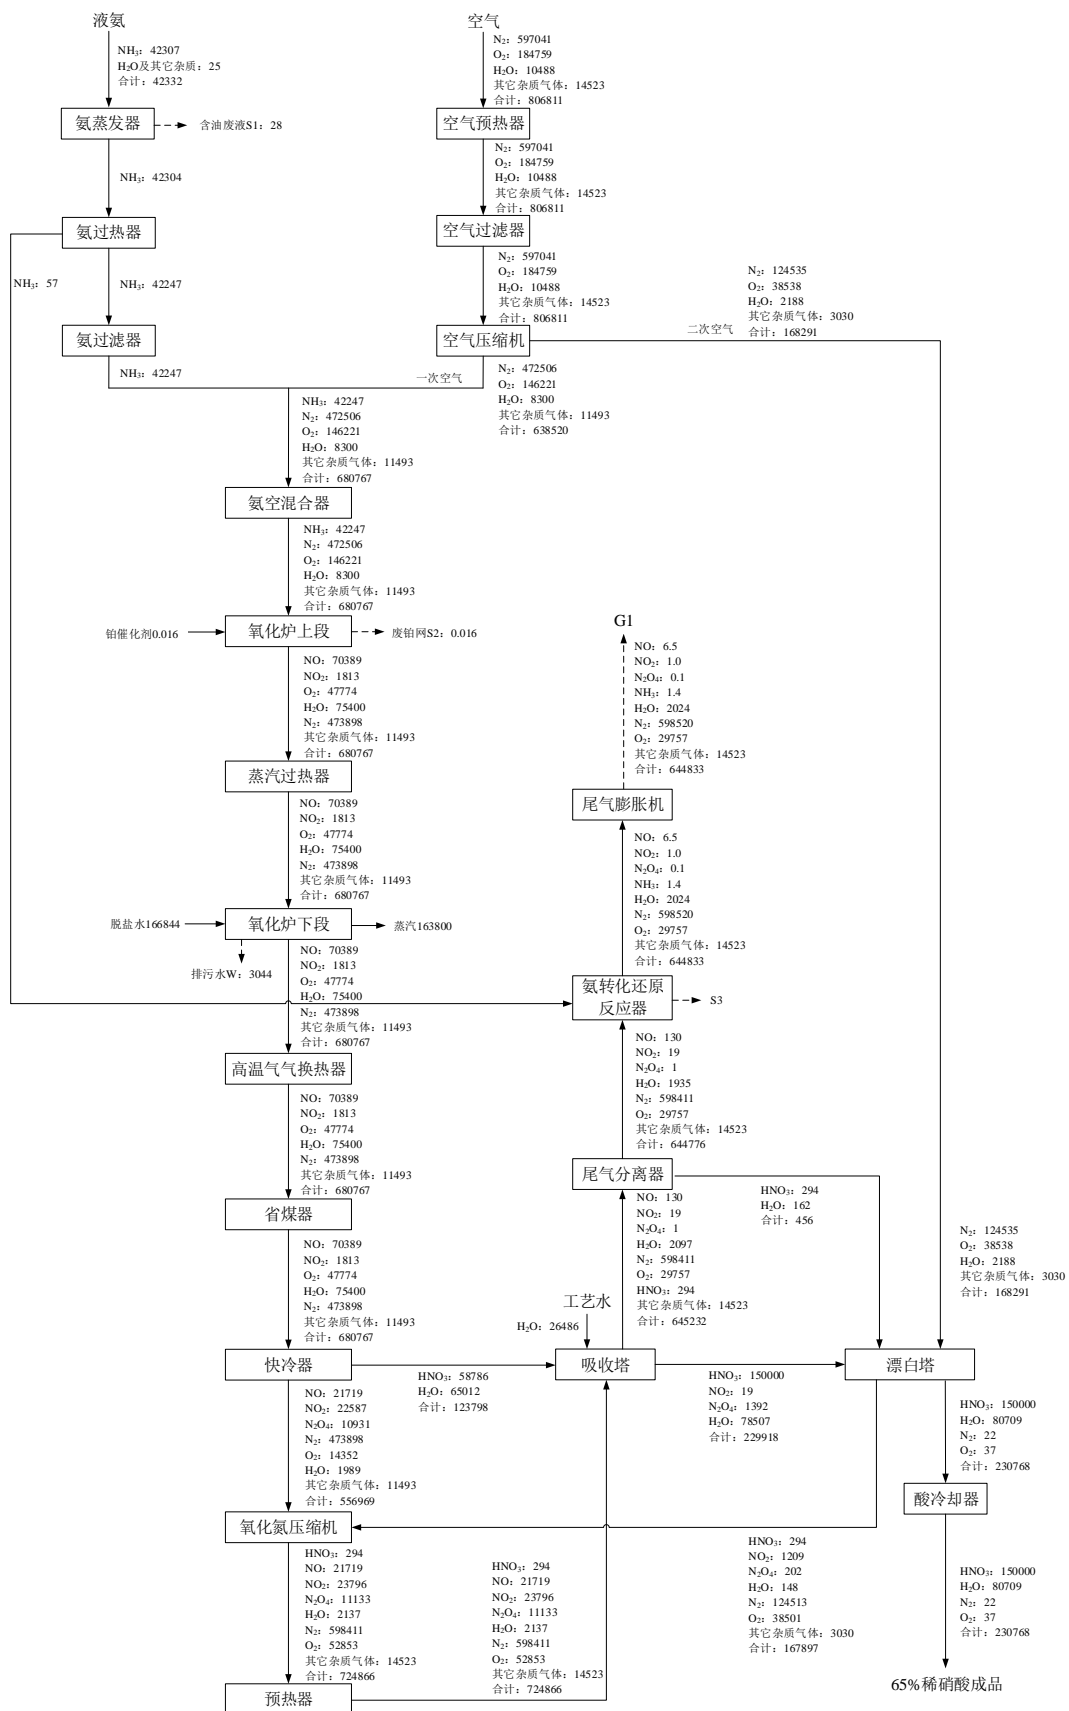 液氨
NH₃：42307
H₂O及其它杂质：25
合计：42332
氨蒸发器
含油废液S1：28
NH₃：42304
氨过热器
NH₃：57
NH₃：42247
氨过滤器
NH₃：42247
空气
N₂：597041
O₂：184759
H₂O：10488
其它杂质气体：14523
合计：806811
空气预热器
N₂：597041
O₂：184759
H₂O：10488
其它杂质气体：14523
合计：806811
空气过滤器
N₂：597041
O₂：184759
H₂O：10488
其它杂质气体：14523
合计：806811
空气压缩机
二次空气
N₂：124535
O₂：38538
H₂O：2188
其它杂质气体：3030
合计：168291
一次空气
N₂：472506
O₂：146221
H₂O：8300
其它杂质气体：11493
合计：638520
NH₃：42247
N₂：472506
O₂：146221
H₂O：8300
其它杂质气体：11493
合计：680767
氨空混合器
NH₃：42247
N₂：472506
O₂：146221
H₂O：8300
其它杂质气体：11493
合计：680767
铂催化剂0.016
氧化炉上段
废铂网S2：0.016
NO：70389
NO₂：1813
O₂：47774
H₂O：75400
N₂：473898
其它杂质气体：11493
合计：680767
蒸汽过热器
NO：70389
NO₂：1813
O₂：47774
H₂O：75400
N₂：473898
其它杂质气体：11493
合计：680767
脱盐水166844
氧化炉下段
蒸汽163800
排污水W：3044
NO：70389
NO₂：1813
O₂：47774
H₂O：75400
N₂：473898
其它杂质气体：11493
合计：680767
高温气气换热器
NO：70389
NO₂：1813
O₂：47774
H₂O：75400
N₂：473898
其它杂质气体：11493
合计：680767
省煤器
NO：70389
NO₂：1813
O₂：47774
H₂O：75400
N₂：473898
其它杂质气体：11493
合计：680767
快冷器
HNO₃：58786
H₂O：65012
合计：123798
NO：21719
NO₂：22587
N₂O₄：10931
N₂：473898
O₂：14352
H₂O：1989
其它杂质气体：11493
合计：556969
氧化氮压缩机
HNO₃：294
NO：21719
NO₂：23796
N₂O₄：11133
H₂O：2137
N₂：598411
O₂：52853
其它杂质气体：14523
合计：724866
预热器
HNO₃：294
NO：21719
NO₂：23796
N₂O₄：11133
H₂O：2137
N₂：598411
O₂：52853
其它杂质气体：14523
合计：724866
G1
NO：6.5
NO₂：1.0
N₂O₄：0.1
NH₃：1.4
H₂O：2024
N₂：598520
O₂：29757
其它杂质气体：14523
合计：644833
尾气膨胀机
NO：6.5
NO₂：1.0
N₂O₄：0.1
NH₃：1.4
H₂O：2024
N₂：598520
O₂：29757
其它杂质气体：14523
合计：644833
氨转化还原
反应器
S3
NO：130
NO₂：19
N₂O₄：1
H₂O：1935
N₂：598411
O₂：29757
其它杂质气体：14523
合计：644776
尾气分离器
HNO₃：294
H₂O：162
合计：456
NO：130
NO₂：19
N₂O₄：1
H₂O：2097
N₂：598411
O₂：29757
HNO₃：294
其它杂质气体：14523
合计：645232
工艺水
H₂O：26486
吸收塔
HNO₃：150000
NO₂：19
N₂O₄：1392
H₂O：78507
合计：229918
N₂：124535
O₂：38538
H₂O：2188
其它杂质气体：3030
合计：168291
漂白塔
HNO₃：150000
H₂O：80709
N₂：22
O₂：37
合计：230768
酸冷却器
HNO₃：294
NO₂：1209
N₂O₄：202
H₂O：148
N₂：124513
O₂：38501
其它杂质气体：3030
合计：167897
HNO₃：150000
H₂O：80709
N₂：22
O₂：37
合计：230768
65%稀硝酸成品